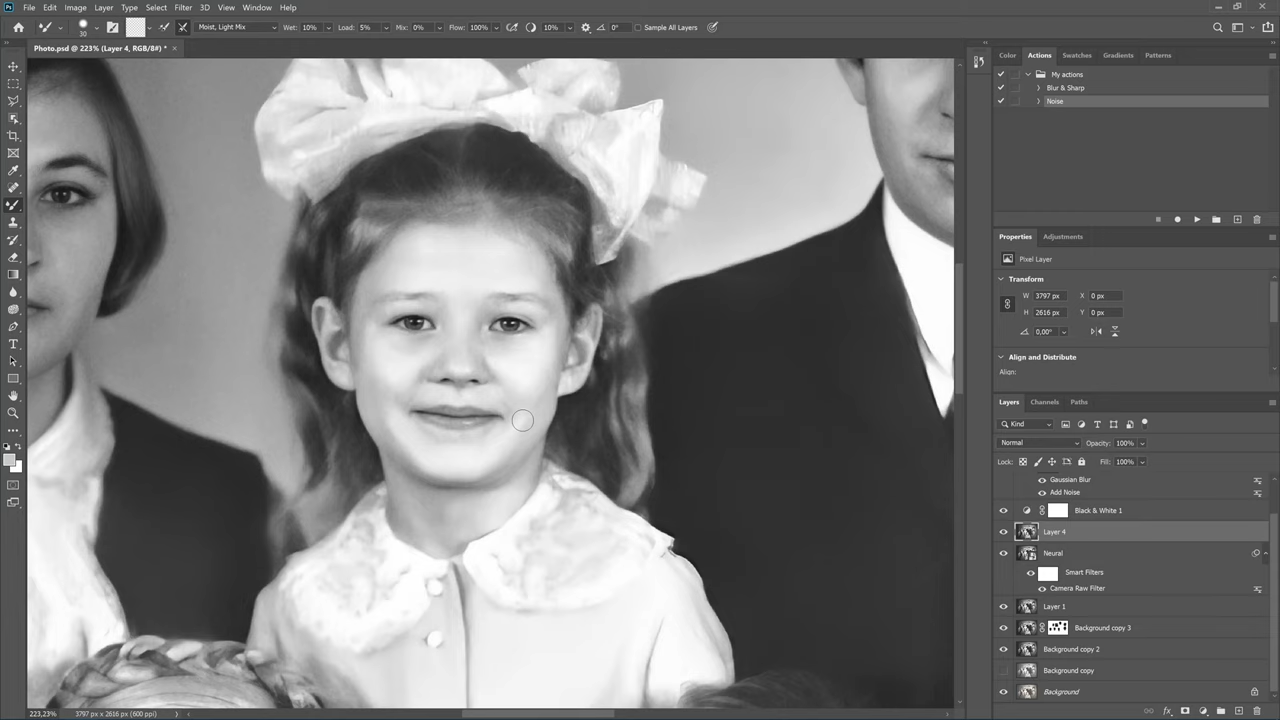 File Edit Image Layer Type Select Filter 3D View Window Help
30 Moist, Light Mix Wet: 10% Load: 5% Mix: 0% Flow: 100% 10% 0° Sample All Layers
Photo.psd @ 223% (Layer 4, RGB/8#) * ×
Color Actions Swatches Gradients Patterns
My actions
Blur & Sharp
Noise
Properties Adjustments
Pixel Layer
Transform
W 3797 px X 0 px
H 2616 px Y 0 px
0,00°
Align and Distribute
Align:
Layers Channels Paths
Kind
Normal Opacity: 100%
Lock: Fill: 100%
Gaussian Blur
Add Noise
Black & White 1
Layer 4
Neural
Smart Filters
Camera Raw Filter
Layer 1
Background copy 3
Background copy 2
Background copy
Background
223,23% 3797 px x 2616 px (600 ppi)